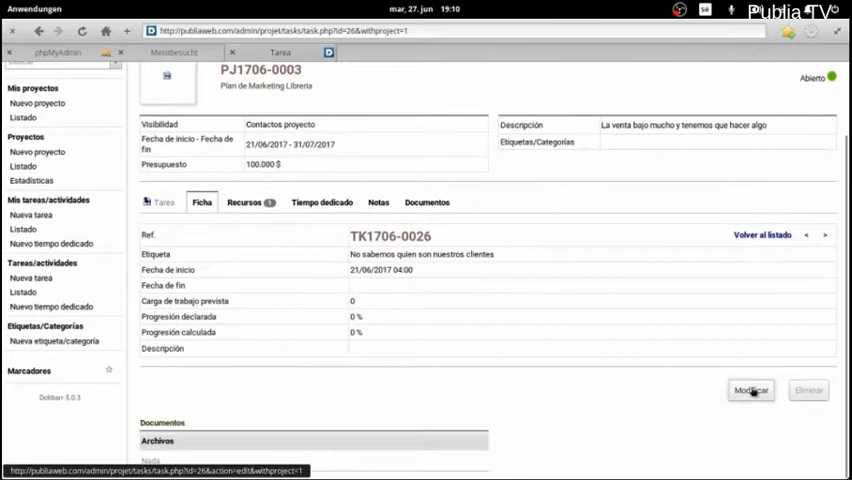 Anwendungen
mar, 27. jun 19:10
Publia TV
http://publiaweb.com/admin/projet/tasks/task.php?id=26&withproject=1
phpMyAdmin
Meistbesucht
Tarea
Buscar
Mis proyectos
Nuevo proyecto
Listado
Proyectos
Nuevo proyecto
Listado
Estadísticas
Mis tareas/actividades
Nueva tarea
Listado
Nuevo tiempo dedicado
Tareas/actividades
Nueva tarea
Listado
Nuevo tiempo dedicado
Etiquetas/Categorías
Nueva etiqueta/categoría
Marcadores
Dolibarr 5.0.3
PJ1706-0003
Plan de Marketing Libreria
Abierto
Visibilidad Contactos proyecto
Fecha de inicio - Fecha de fin 21/06/2017 - 31/07/2017
Presupuesto 100.000 $
Descripción La venta bajo mucho y tenemos que hacer algo
Etiquetas/Categorías
Tarea Ficha Recursos 1 Tiempo dedicado Notas Documentos
Ref. TK1706-0026 Volver al listado < >
Etiqueta No sabemos quien son nuestros clientes
Fecha de inicio 21/06/2017 04:00
Fecha de fin
Carga de trabajo prevista 0
Progresión declarada 0 %
Progresión calculada 0 %
Descripción
Modificar Eliminar
Documentos
Archivos
Nada
http://publiaweb.com/admin/projet/tasks/task.php?id=26&action=edit&withproject=1